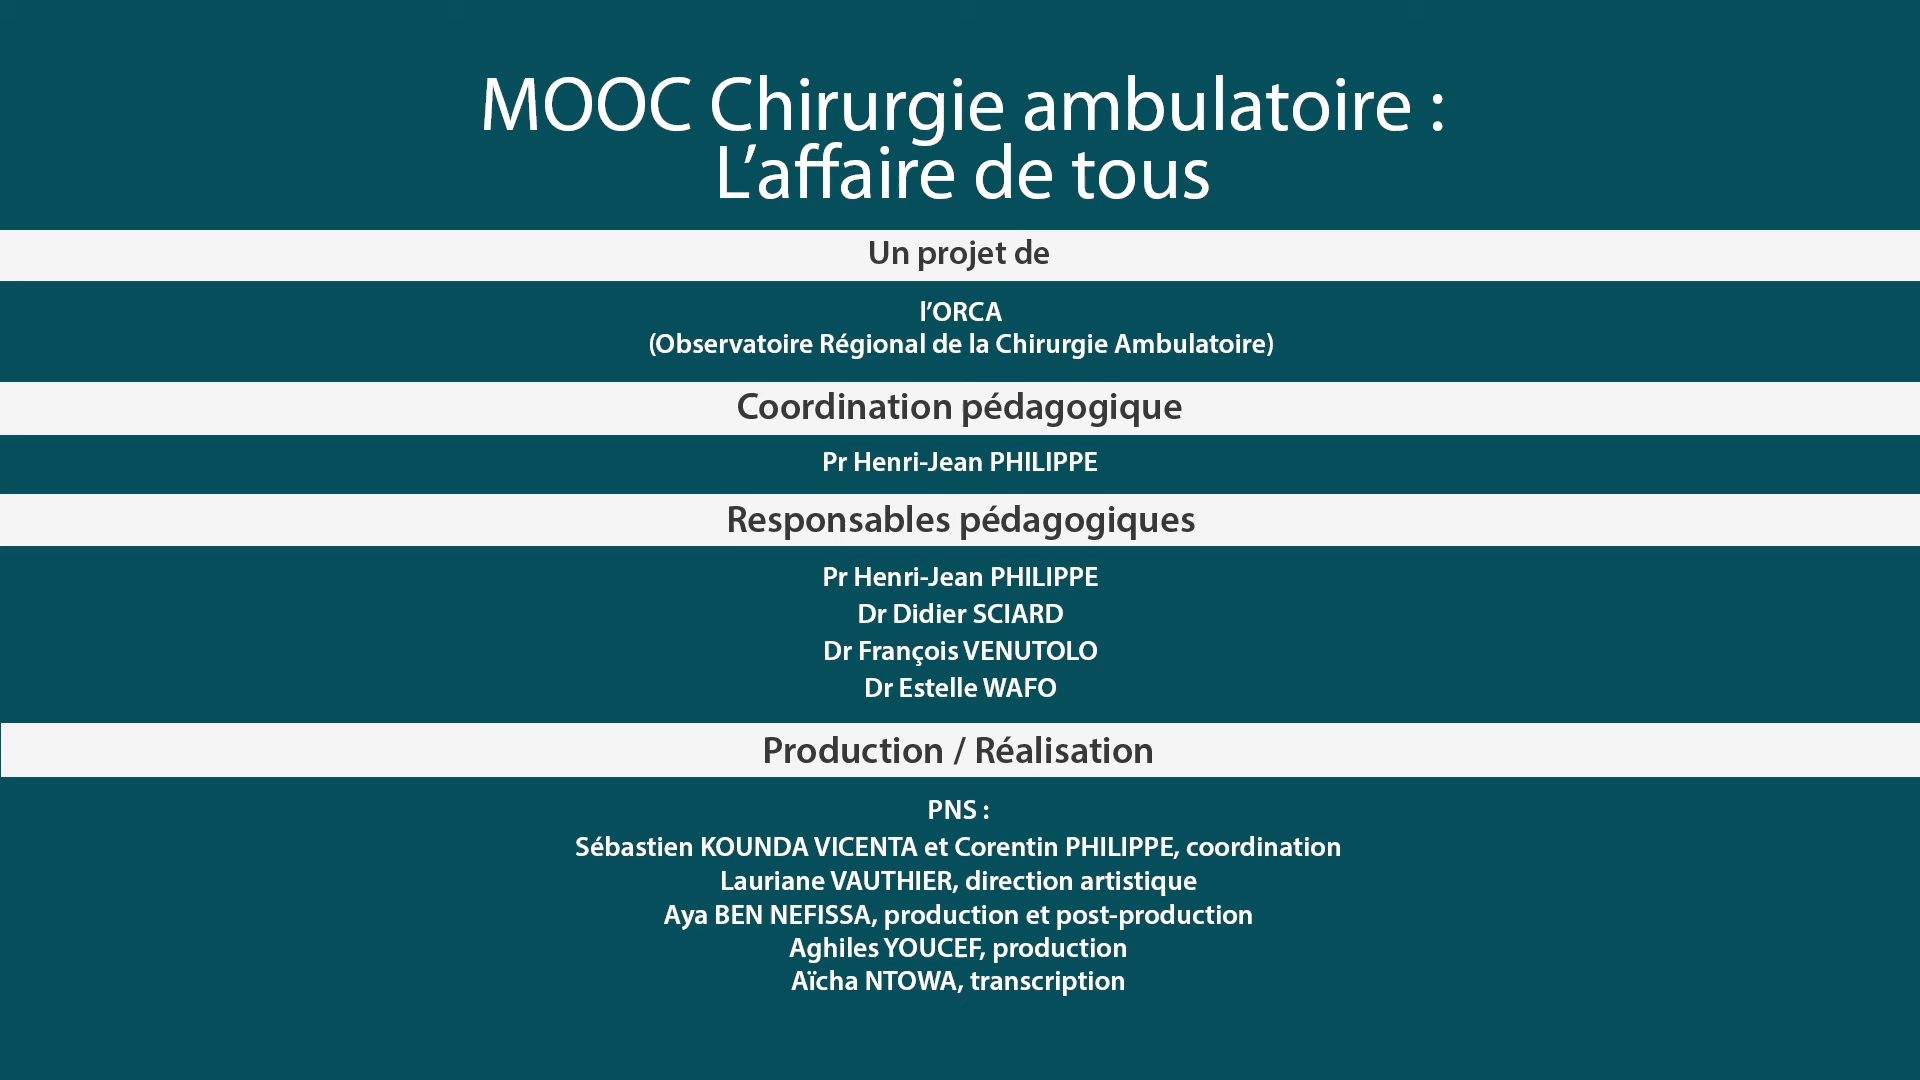 MOOC Chirurgie ambulatoire :
L’affaire de tous
Un projet de
l’ORCA
(Observatoire Régional de la Chirurgie Ambulatoire)
Coordination pédagogique
Pr Henri-Jean PHILIPPE
Responsables pédagogiques
Pr Henri-Jean PHILIPPE
Dr Didier SCIARD
Dr François VENUTOLO
Dr Estelle WAFO
Production / Réalisation
PNS :
Sébastien KOUNDA VICENTA et Corentin PHILIPPE, coordination
Lauriane VAUTHIER, direction artistique
Aya BEN NEFISSA, production et post-production
Aghiles YOUCEF, production
Aïcha NTOWA, transcription